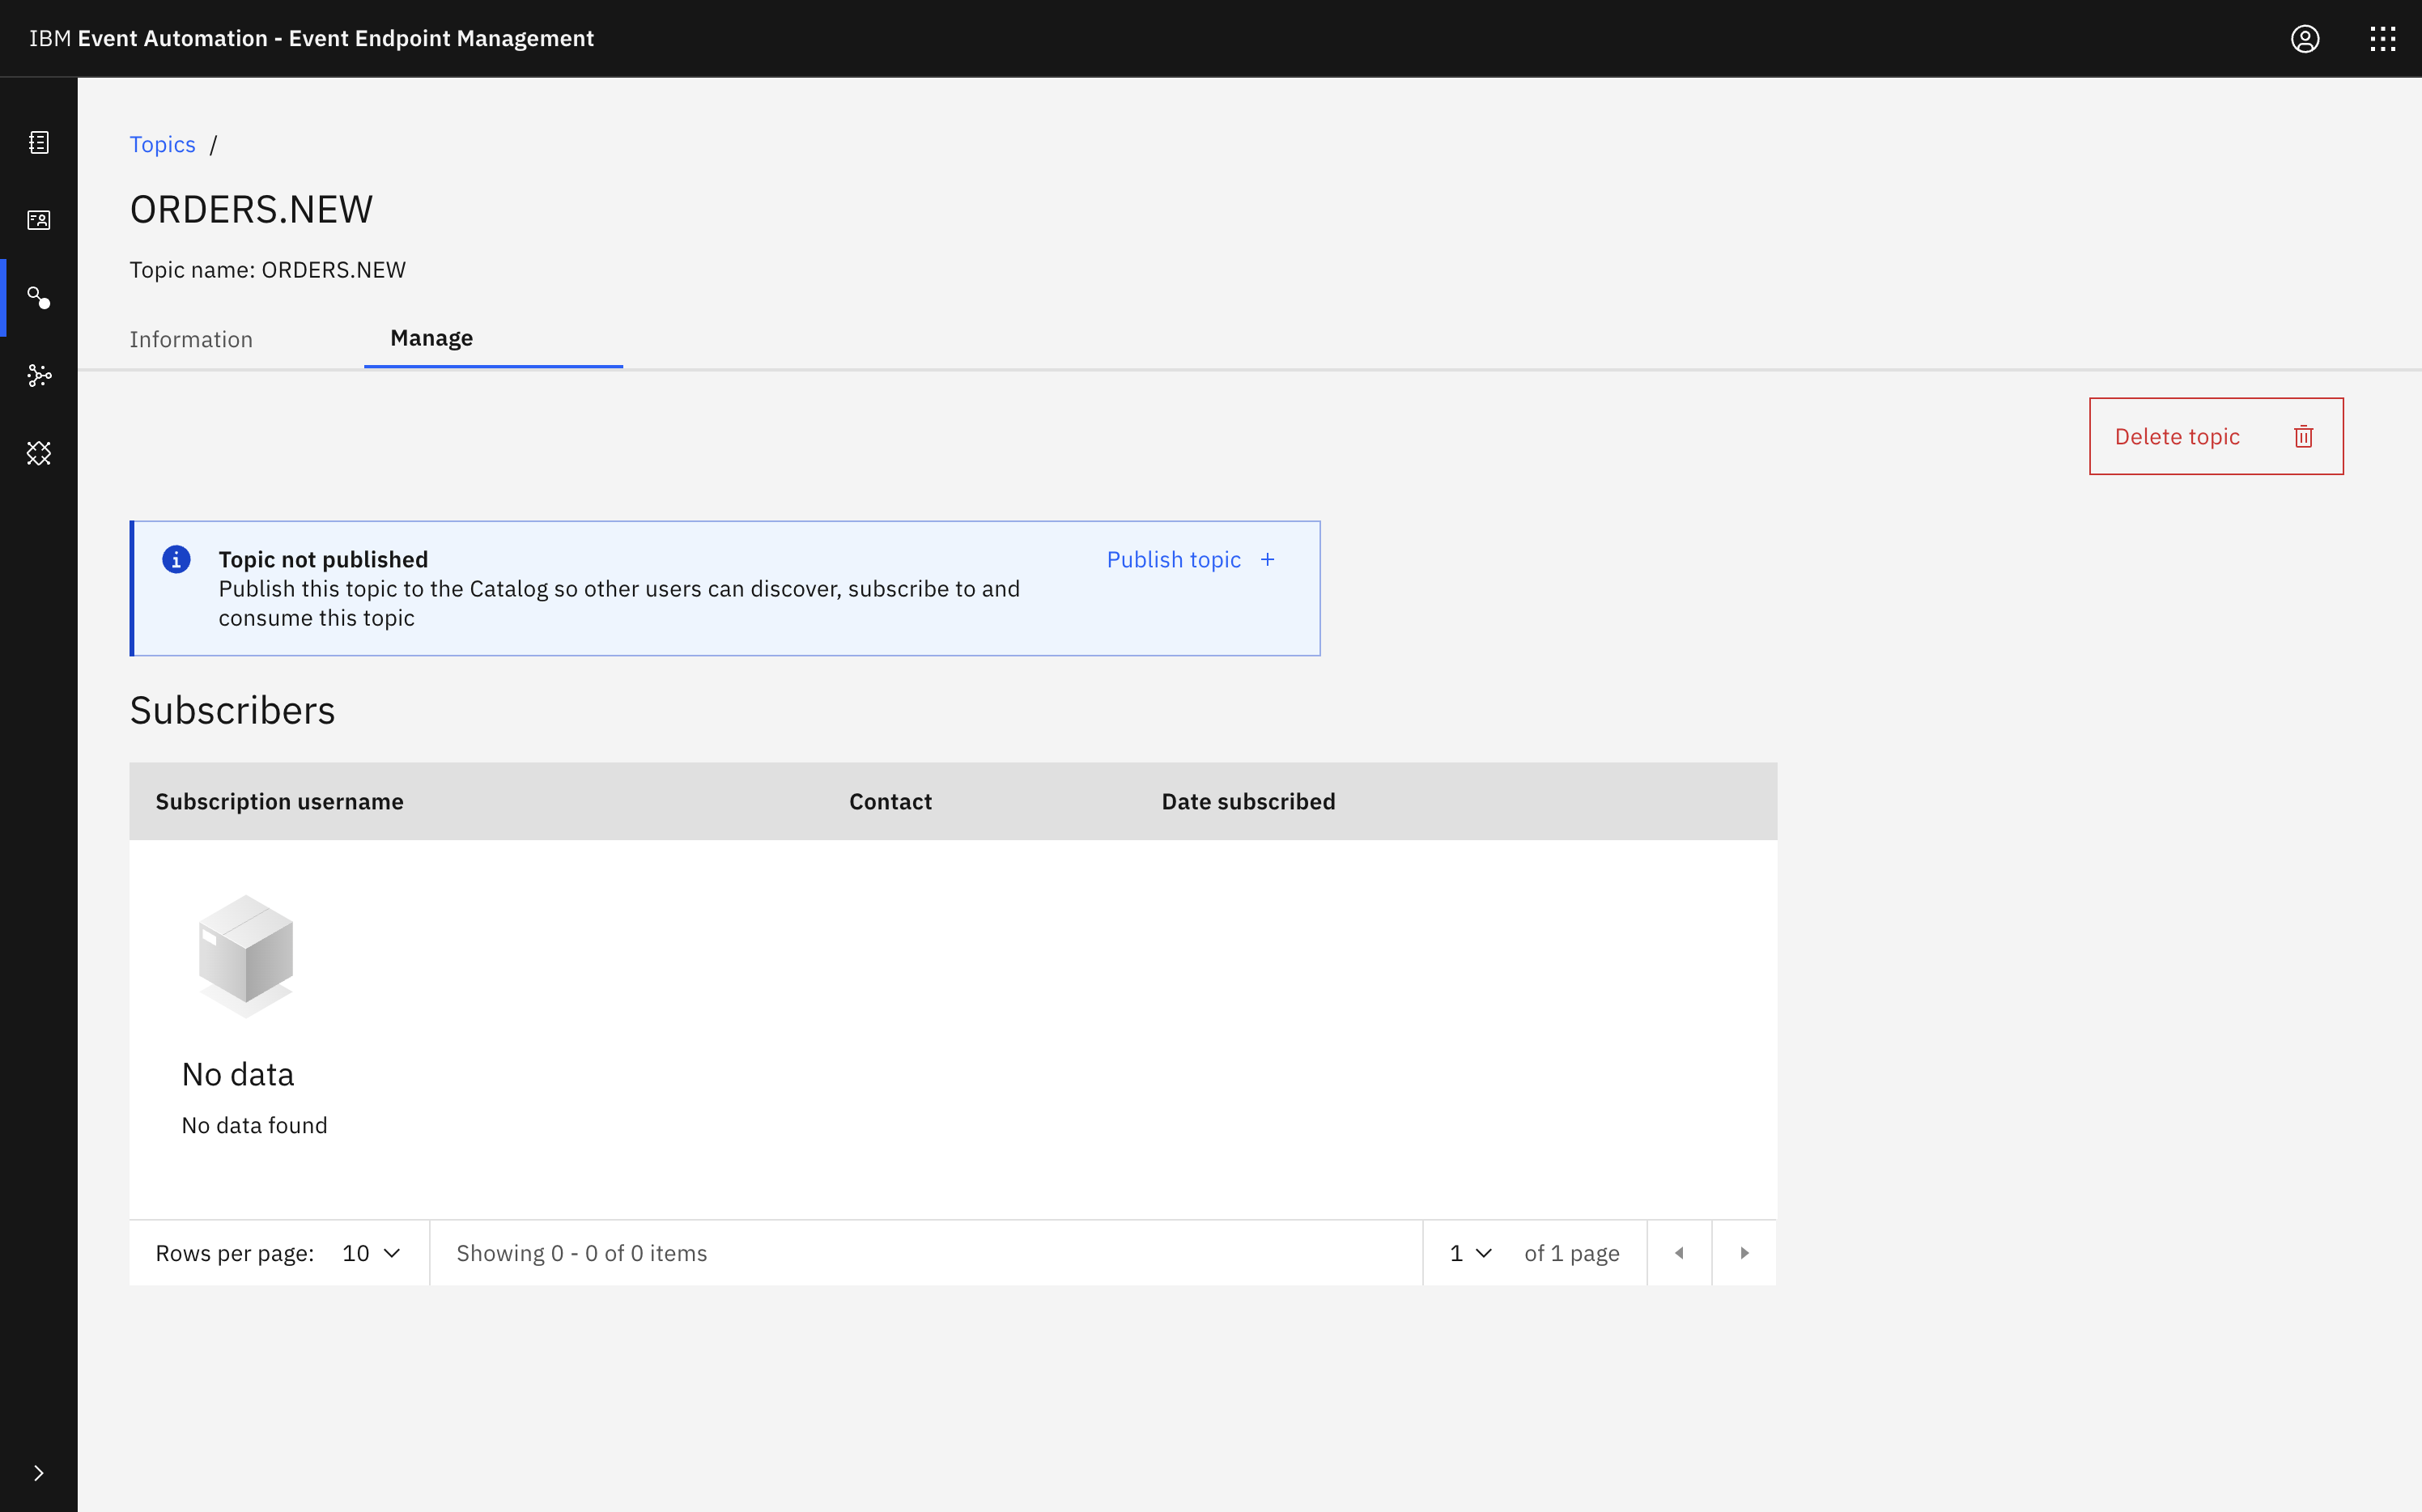 IBM Event Automation - Event Endpoint Management
Topics /
ORDERS.NEW
Topic name: ORDERS.NEW
Information Manage
Delete topic
Topic not published Publish topic +
Publish this topic to the Catalog so other users can discover, subscribe to and
consume this topic
Subscribers
Subscription username Contact Date subscribed
No data
No data found
Rows per page: 10 Showing 0 - 0 of 0 items 1 of 1 page